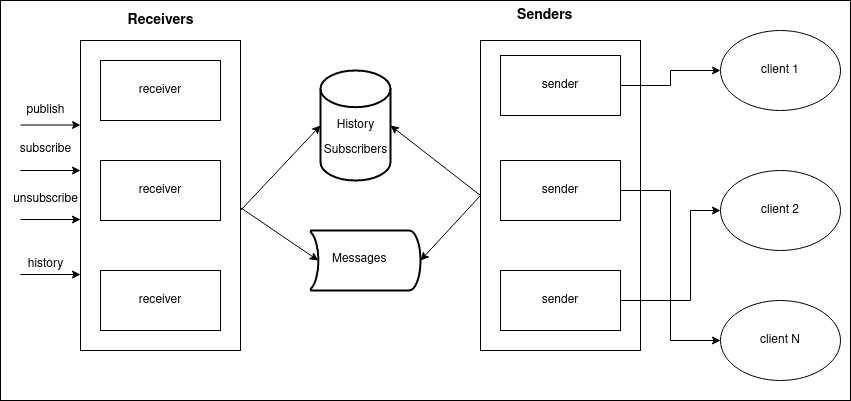 Receivers
Senders
receiver
receiver
receiver
publish
subscribe
unsubscribe
history
History
Subscribers
Messages
sender
sender
sender
client 1
client 2
client N